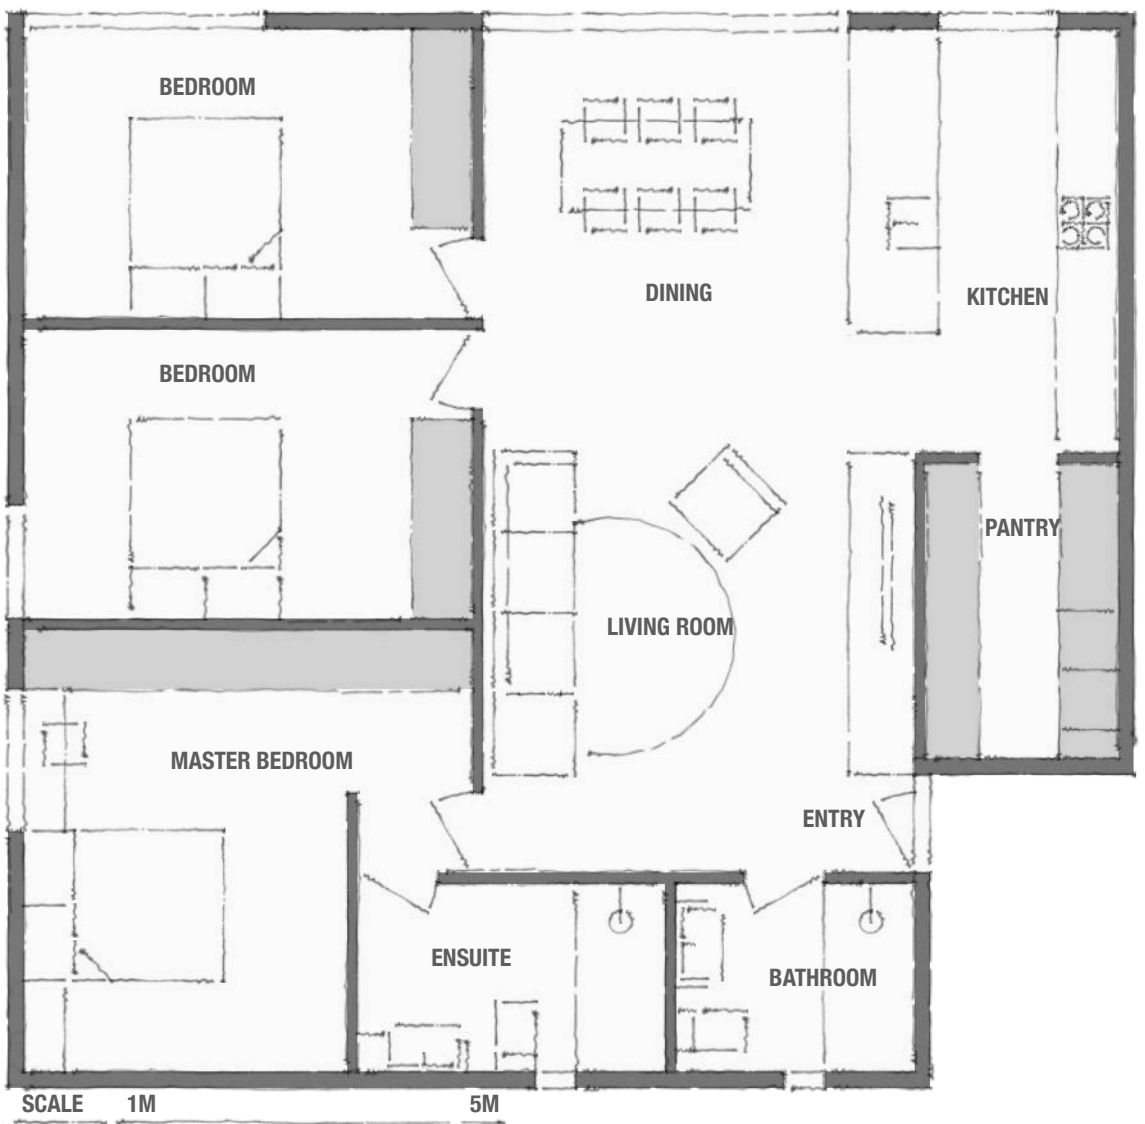 BEDROOM
DINING
KITCHEN
BEDROOM
PANTRY
LIVING ROOM
MASTER BEDROOM
ENTRY
ENSUITE
BATHROOM
SCALE 1M 5M